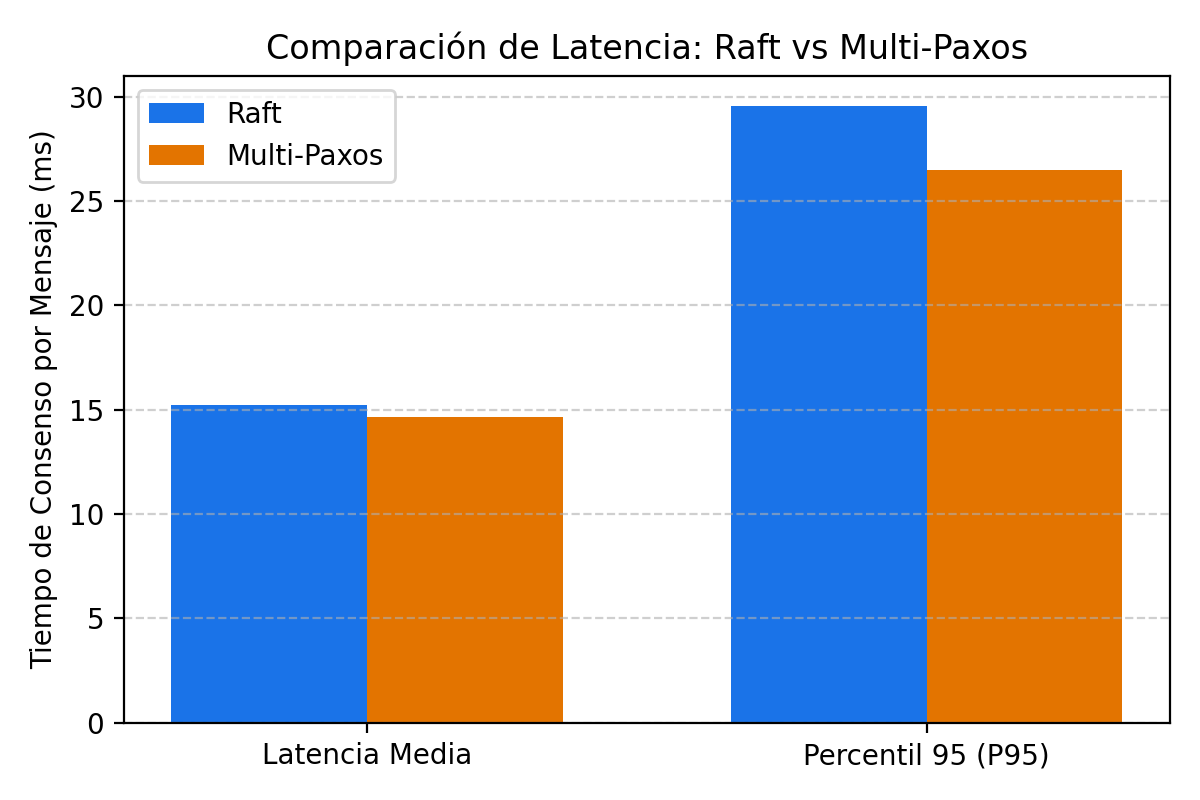 Comparación de Latencia: Raft vs Multi-Paxos
Raft
Multi-Paxos
Tiempo de Consenso por Mensaje (ms)
30
25
20
15
10
5
0
Latencia Media
Percentil 95 (P95)